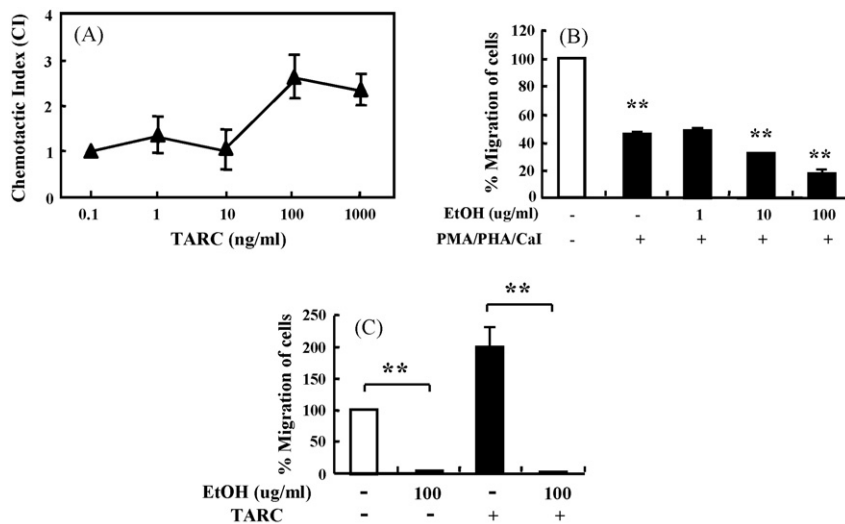 (A)
Chemotactic Index (CI)
4
3
2
1
0
0.1 1 10 100 1000
TARC (ng/ml)
(B)
% Migration of cells
120
100
80
60
40
20
0
**
**
**
EtOH (ug/ml) - - 1 10 100
PMA/PHA/CaI - + + + +
(C)
% Migration of cells
250
200
150
100
50
0
**
**
EtOH (ug/ml) - 100 - 100
TARC - - + +